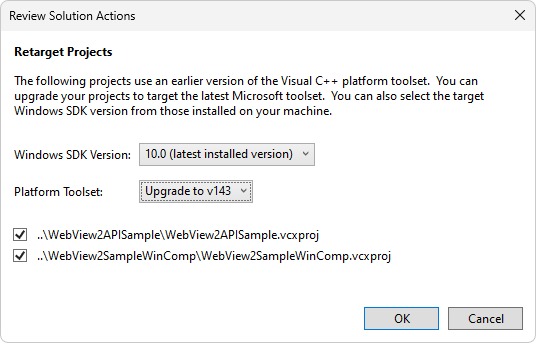 Review Solution Actions
Retarget Projects
The following projects use an earlier version of the Visual C++ platform toolset.  You can
upgrade your projects to target the latest Microsoft toolset.  You can also select the target
Windows SDK version from those installed on your machine.
Windows SDK Version: 10.0 (latest installed version)
Platform Toolset: Upgrade to v143
..\WebView2APISample\WebView2APISample.vcxproj
..\WebView2SampleWinComp\WebView2SampleWinComp.vcxproj
OK Cancel